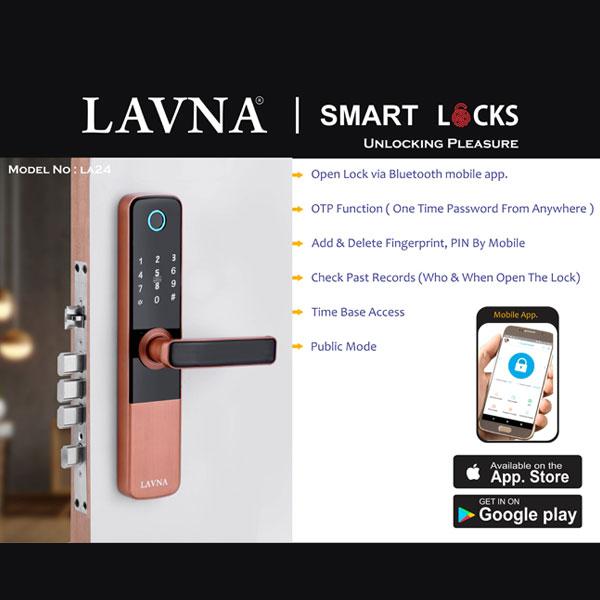 LAVNA® | SMART LOCKS
UNLOCKING PLEASURE
MODEL NO : LA24
Open Lock via Bluetooth mobile app.
OTP Function ( One Time Password From Anywhere )
Add & Delete Fingerprint, PIN By Mobile
Check Past Records (Who & When Open The Lock)
Time Base Access
Public Mode
1 2 3
4 5 6
7 8 9
* 0 #
LAVNA
Mobile App.
Available on the
App. Store
GET IN ON
Google play